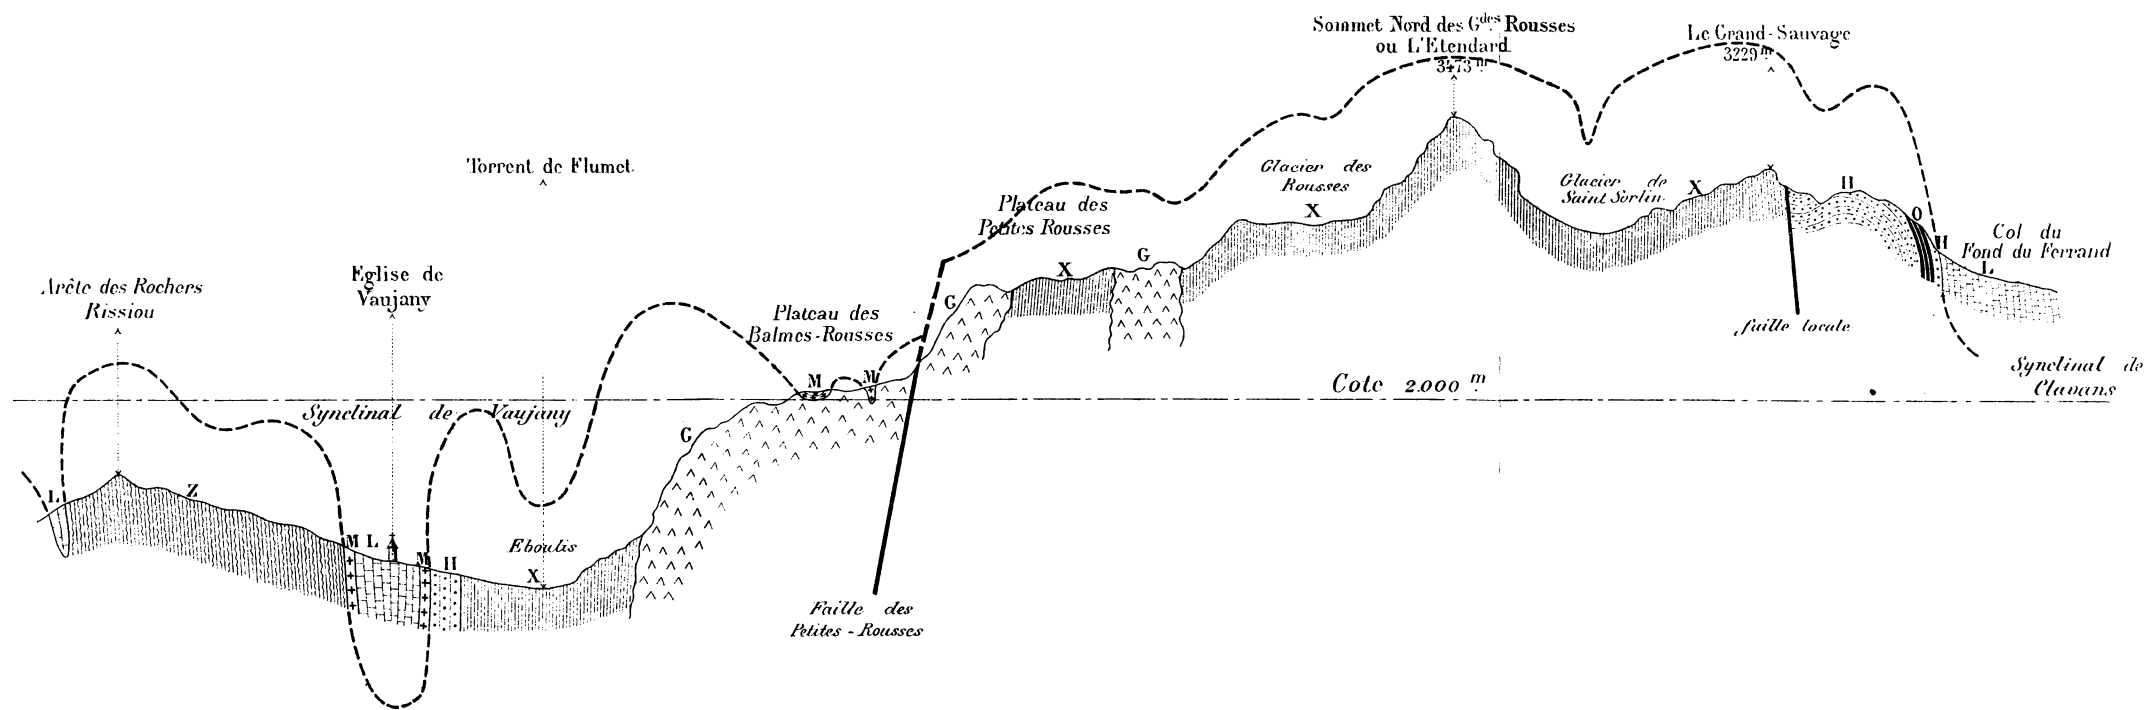 Sommet Nord des Gdes Rousses
ou L'Etendard
3473 m
Le Grand-Sauvage
3229 m
Torrent de Flumet
Glacier des
Rousses
X
Glacier de
Saint Sorlin
X
H
O
H
Col du
Fond du Ferrand
L
Plateau des
Petites Rousses
X
G
G
Eglise de
Vaujany
Arête des Rochers
Rissiou
Plateau des
Balmes-Rousses
faille locale
Synclinal de
Clavans
M
M
Cote 2.000 m
Synclinal de Vaujany
G
L
Z
M L
M H
Eboulis
X
Faille des
Petites - Rousses